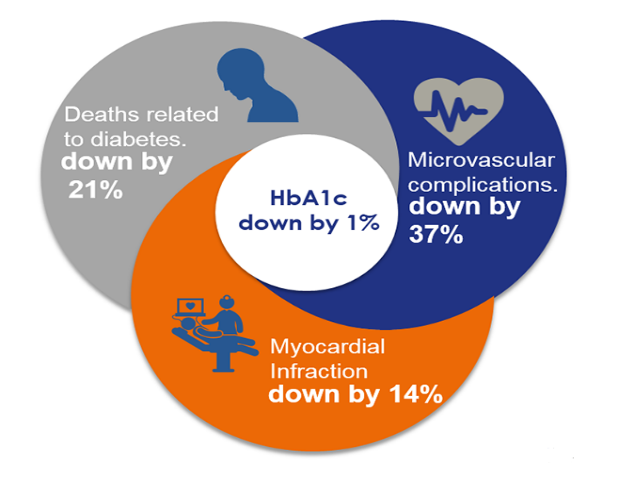 Deaths related
to diabetes.
down by
21%
Microvascular
complications.
down by
37%
HbA1c
down by 1%
Myocardial
Infraction
down by 14%